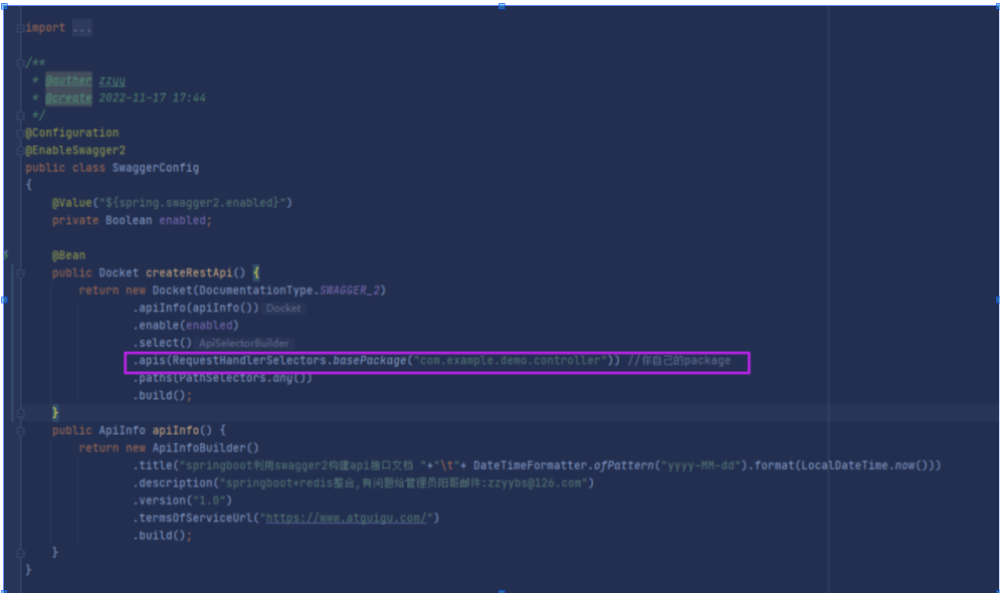 import ...
/**
* @auther zzyy
* @create 2022-11-17 17:44
*/
@Configuration
@EnableSwagger2
public class SwaggerConfig
{
@Value("${spring.swagger2.enabled}")
private Boolean enabled;
@Bean
public Docket createRestApi() {
return new Docket(DocumentationType.SWAGGER_2)
.apiInfo(apiInfo()) Docket
.enable(enabled)
.select() ApiSelectorBuilder
.apis(RequestHandlerSelectors.basePackage("com.example.demo.controller")) //你自己的package
.paths(PathSelectors.any())
.build();
}
public ApiInfo apiInfo() {
return new ApiInfoBuilder()
.title("springboot利用swagger2构建api接口文档 "+"\t"+ DateTimeFormatter.ofPattern("yyyy-MM-dd").format(LocalDateTime.now()))
.description("springboot+redis整合,有问题给管理员阳哥邮件:zzyybs@126.com")
.version("1.0")
.termsOfServiceUrl("https://www.atguigu.com/")
.build();
}
}